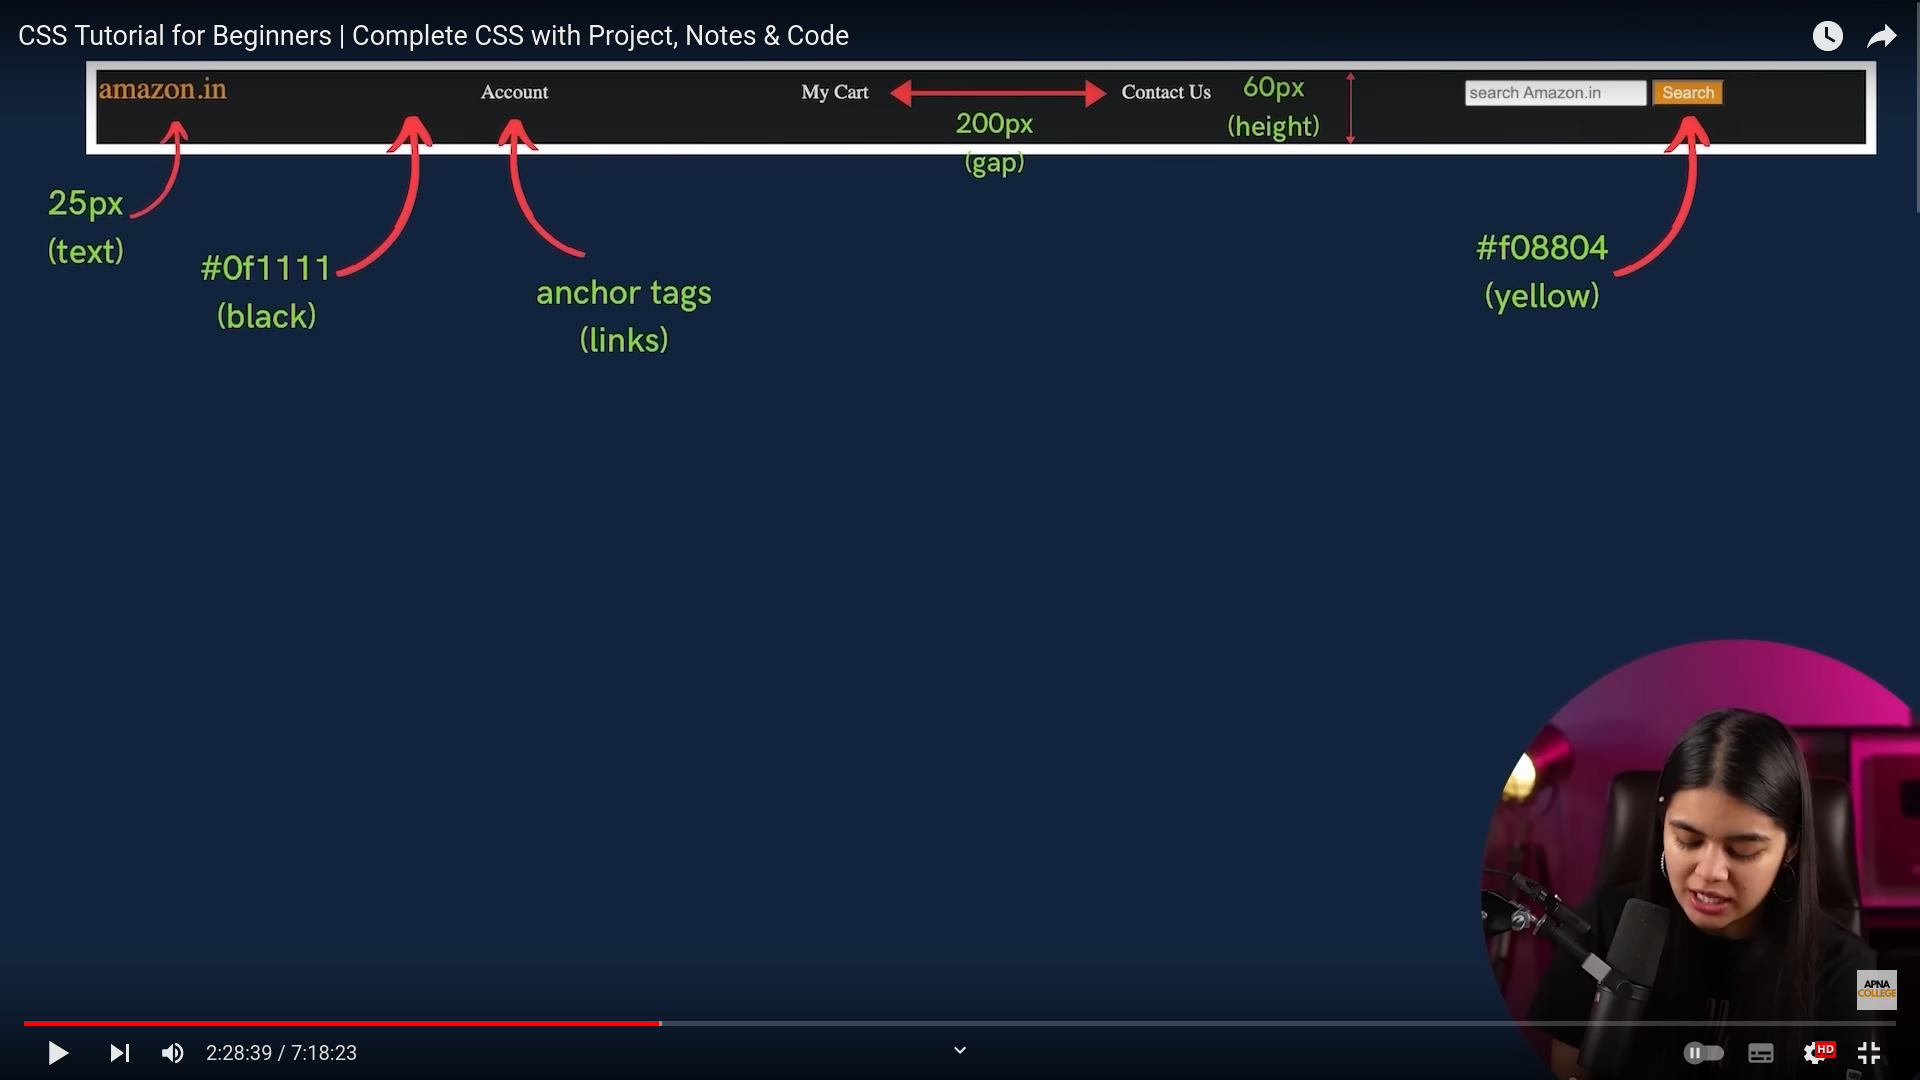 CSS Tutorial for Beginners | Complete CSS with Project, Notes & Code
amazon.in
Account
My Cart
Contact Us
60px
(height)
search Amazon.in
Search
200px
(gap)
25px
(text)
#0f1111
(black)
anchor tags
(links)
#f08804
(yellow)
APNA
COLLEGE
2:28:39 / 7:18:23
HD